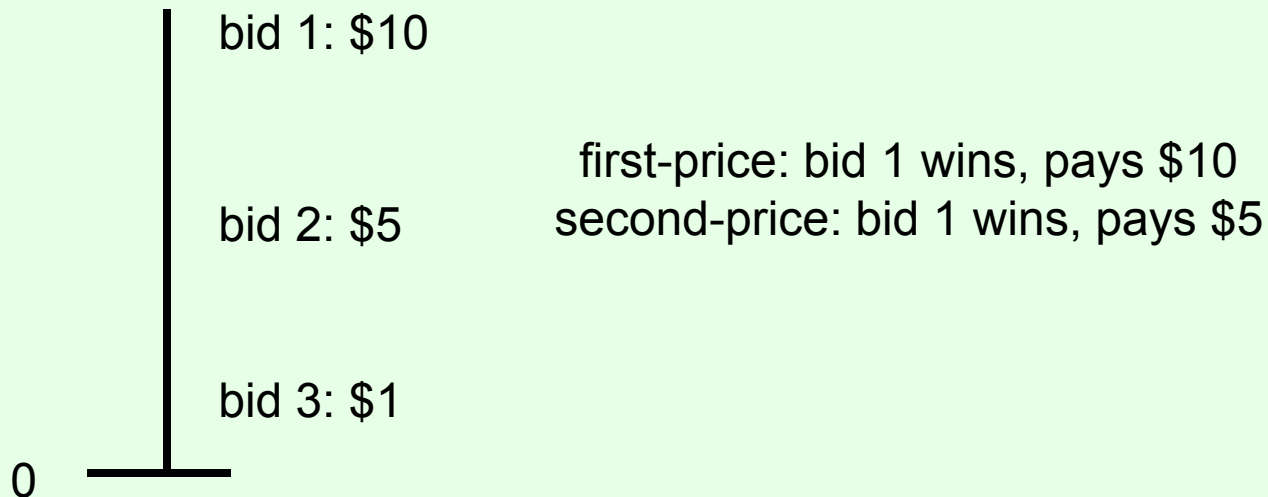 bid 1: $10
first-price: bid 1 wins, pays $10
bid 2: $5
second-price: bid 1 wins, pays $5
bid 3: $1
0